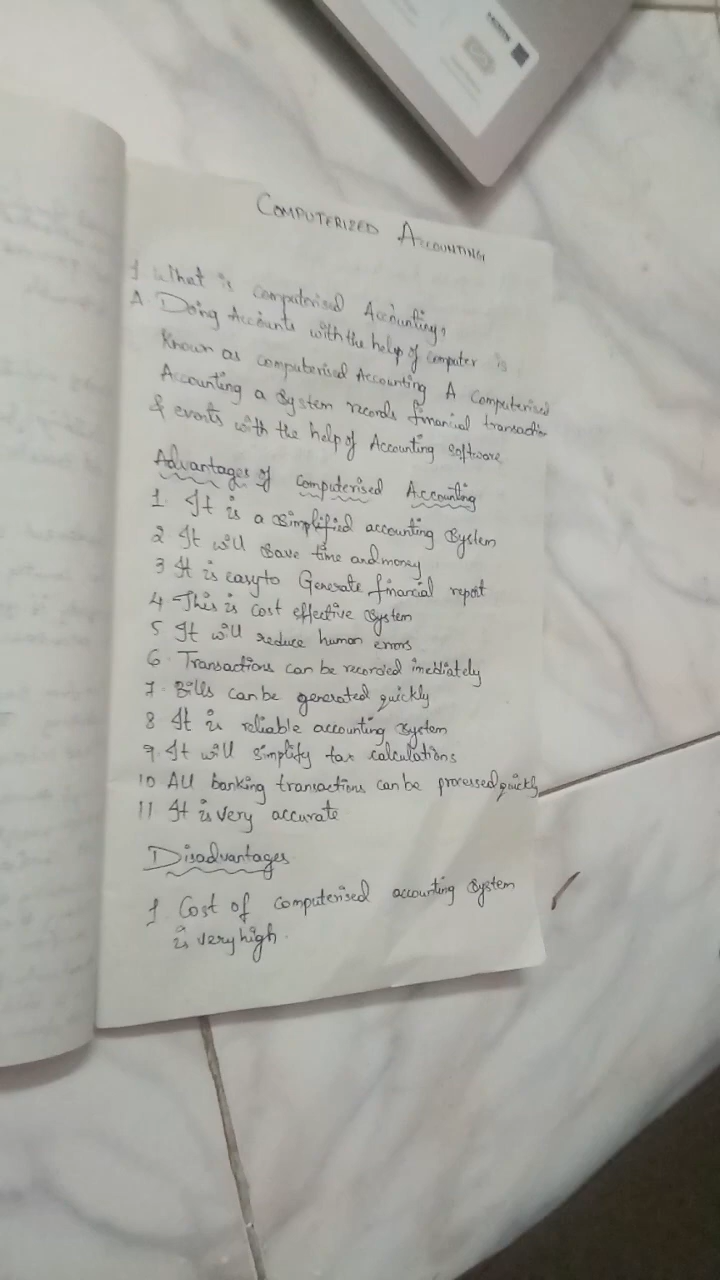 COMPUTERIZED ACCOUNTING
1 What is computerised Accounting?
A Doing Accounts with the help of computer is
Known as computerised Accounting A Computerised
Accounting a System records financial transactin
& events with the help of Accounting Software
Advantages of Computerised Accounting
1. It is a simplified accounting System
2 It will Save time and money
3 It is easy to Generate financial report
4 This is cost effective System
5 It will reduce human errors
6. Transactions can be recorded imediately
7. Bills can be generated quickly
8 It is reliable accounting System
9. It will simplify tax calculations
10 All banking transactions can be processed quickly
11 It is very accurate
Disadvantages
1. Cost of computerised accounting System
is very high.